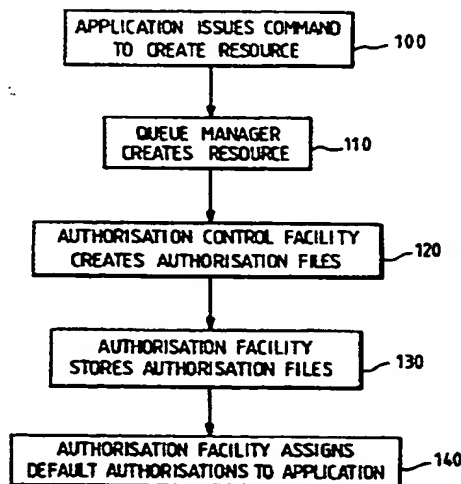 APPLICATION ISSUES COMMAND
TO CREATE RESOURCE
100
QUEUE MANAGER
CREATES RESOURCE
110
AUTHORISATION CONTROL FACILITY
CREATES AUTHORISATION FILES
120
AUTHORISATION FACILITY
STORES AUTHORISATION FILES
130
AUTHORISATION FACILITY ASSIGNS
DEFAULT AUTHORISATIONS TO APPLICATION
140